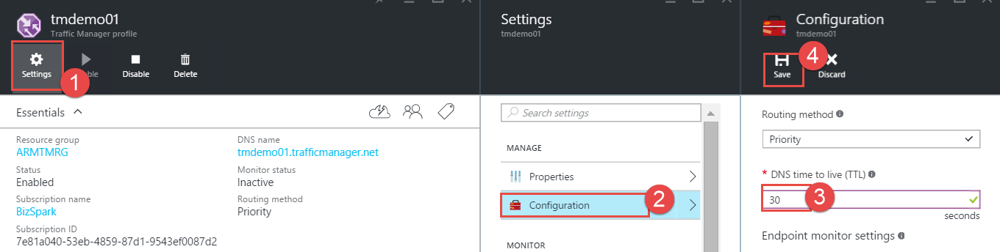 tmdemo01
Traffic Manager profile
Settings
Disable
Delete
1
Essentials
Resource group
ARMTMRG
Status
Enabled
Subscription name
BizSpark
Subscription ID
7e81a040-53eb-4859-87d1-9543ef0087d2
DNS name
tmdemo01.trafficmanager.net
Monitor status
Inactive
Routing method
Priority
Settings
tmdemo01
Search settings
MANAGE
Properties
Configuration
2
MONITOR
Configuration
tmdemo01
4
Save
Discard
Routing method
Priority
* DNS time to live (TTL)
30
3
seconds
Endpoint monitor settings